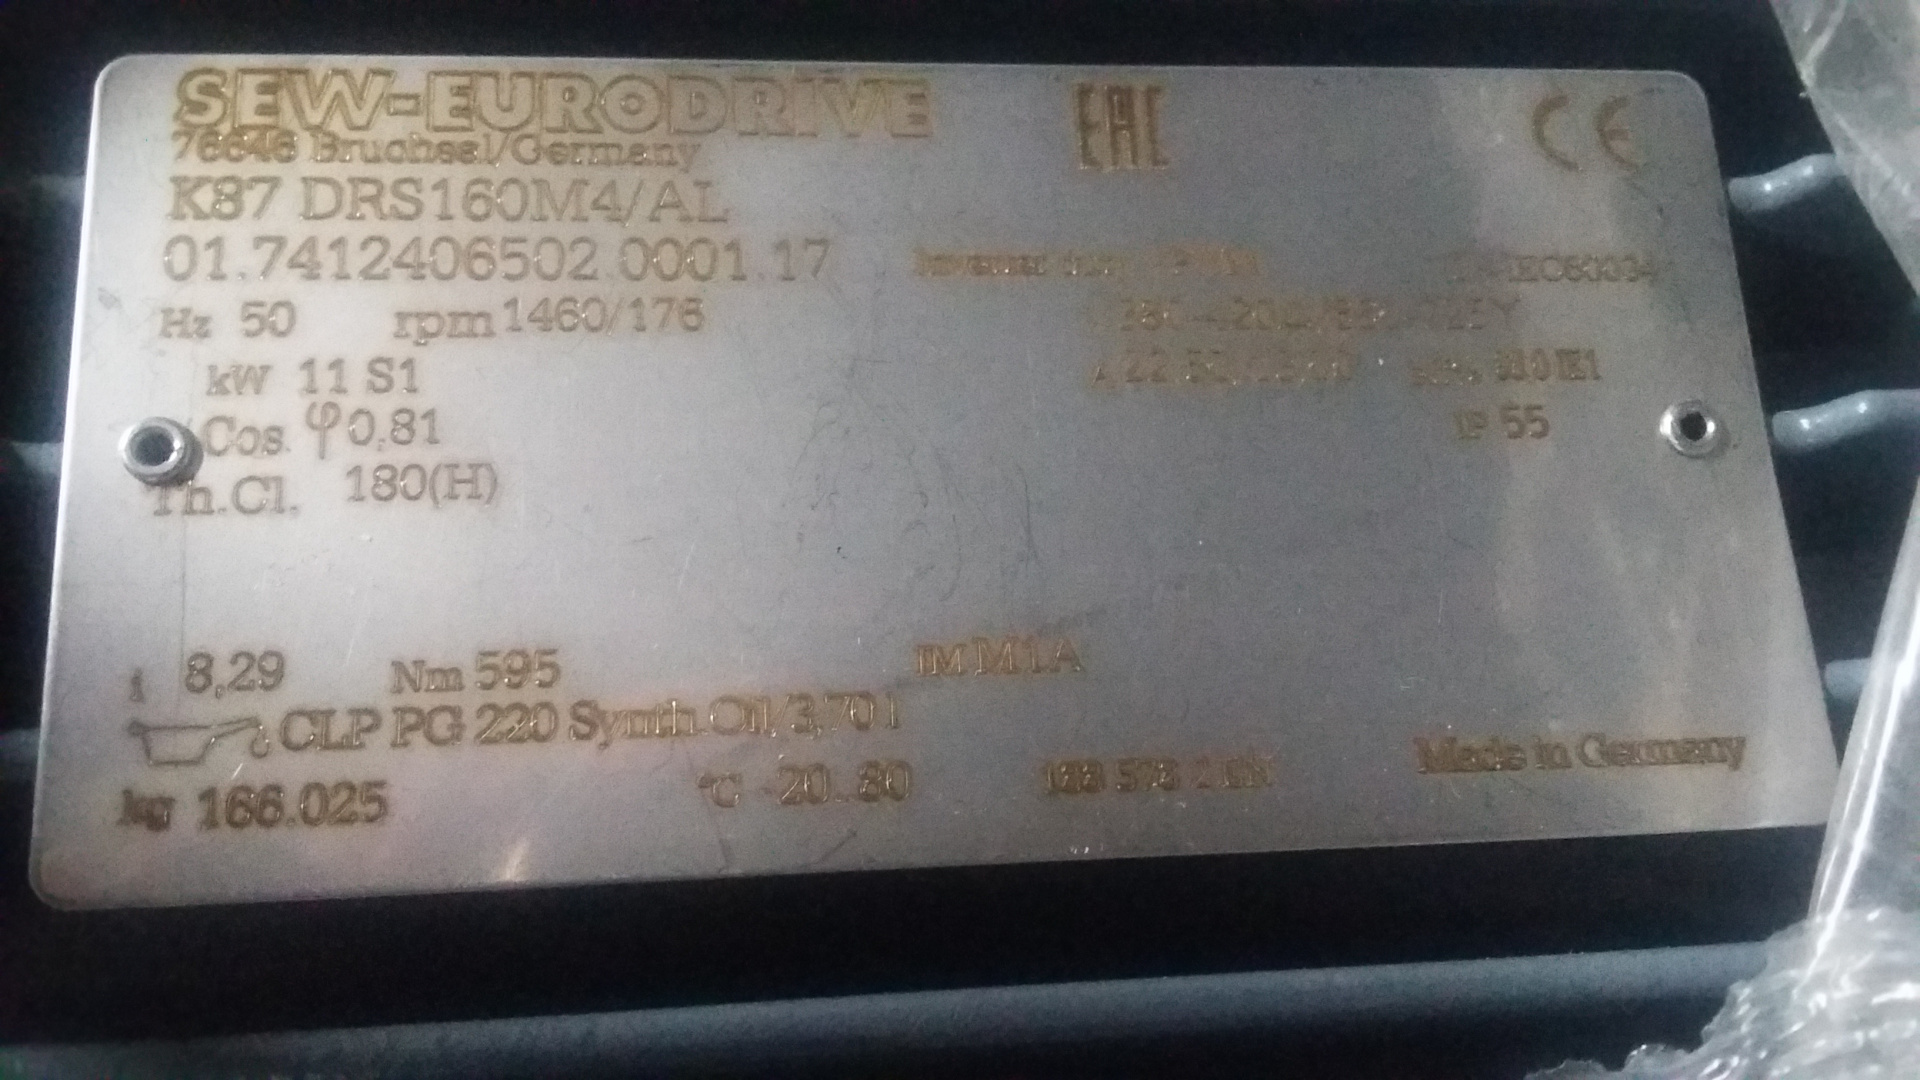 SEW-EURODRIVE
EAC
CE
76646 Bruchsal/Germany
K87 DRS160M4/AL
01.7412406502.0001.17
Hz 50 rpm 1460/176
kW 11 S1
Cos. φ 0,81
IP 55
Th.Cl. 180(H)
i 8,29 Nm 595 IM M1A
CLP PG 220 Synth.Oil/3,70 l
kg 166.025 °C -20..80
Made in Germany